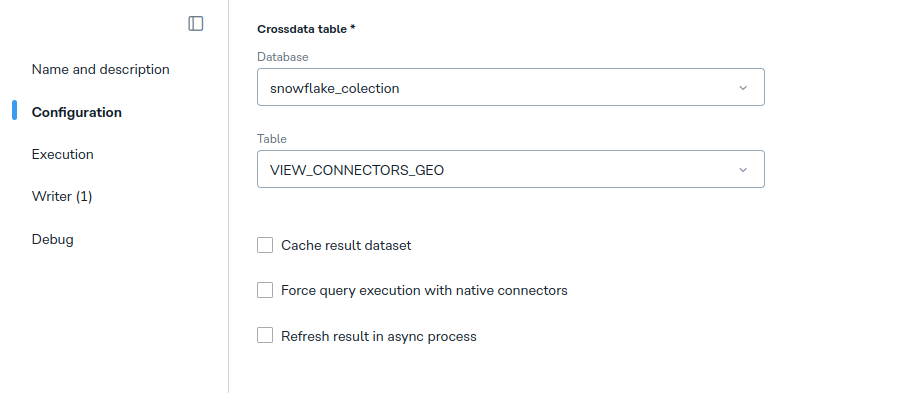 Name and description
Configuration
Execution
Writer (1)
Debug
Crossdata table *
Database
snowflake_colection
Table
VIEW_CONNECTORS_GEO
Cache result dataset
Force query execution with native connectors
Refresh result in async process